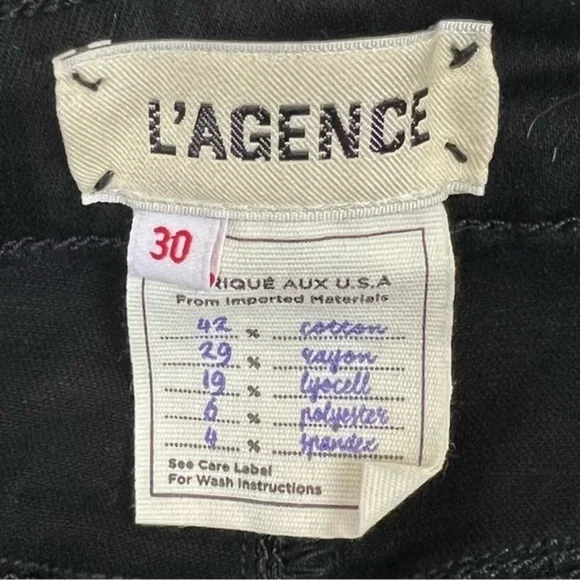 L'AGENCE
30
RIQUÉ AUX U.S.A
From Imported Materials
42 % cotton
29 % rayon
19 % lyocell
6 % polyester
4 % spandex
See Care Label
For Wash Instructions